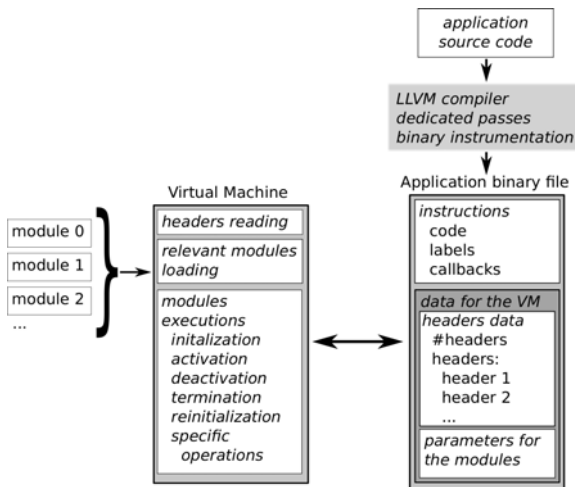 application
source code
LLVM compiler
dedicated passes
binary instrumentation
Virtual Machine
Application binary file
module 0
module 1
module 2
...
headers reading
relevant modules
loading
modules
executions
initalization
activation
deactivation
termination
reinitialization
specific
operations
instructions
code
labels
callbacks
data for the VM
headers data
#headers
headers:
header 1
header 2
...
parameters for
the modules